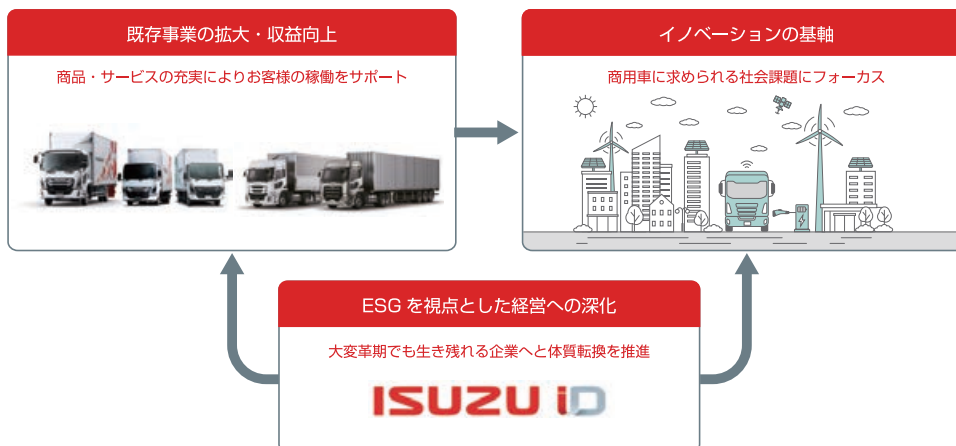 既存事業の拡大・収益向上
商品・サービスの充実によりお客様の稼働をサポート
イノベーションの基軸
商用車に求められる社会課題にフォーカス
ESGを視点とした経営への深化
大変革期でも生き残れる企業へと体質転換を推進
ISUZU iD